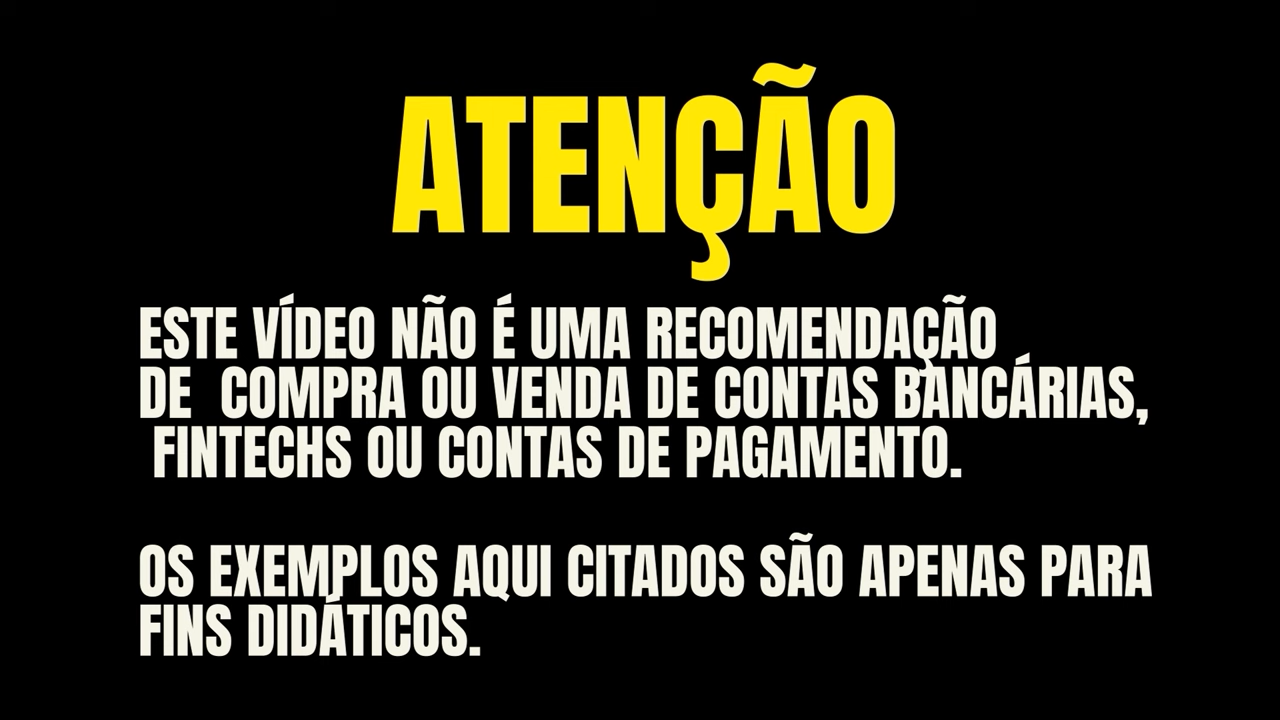 ATENÇÃO
ESTE VÍDEO NÃO É UMA RECOMENDAÇÃO
DE COMPRA OU VENDA DE CONTAS BANCÁRIAS,
FINTECHS OU CONTAS DE PAGAMENTO.
OS EXEMPLOS AQUI CITADOS SÃO APENAS PARA
FINS DIDÁTICOS.